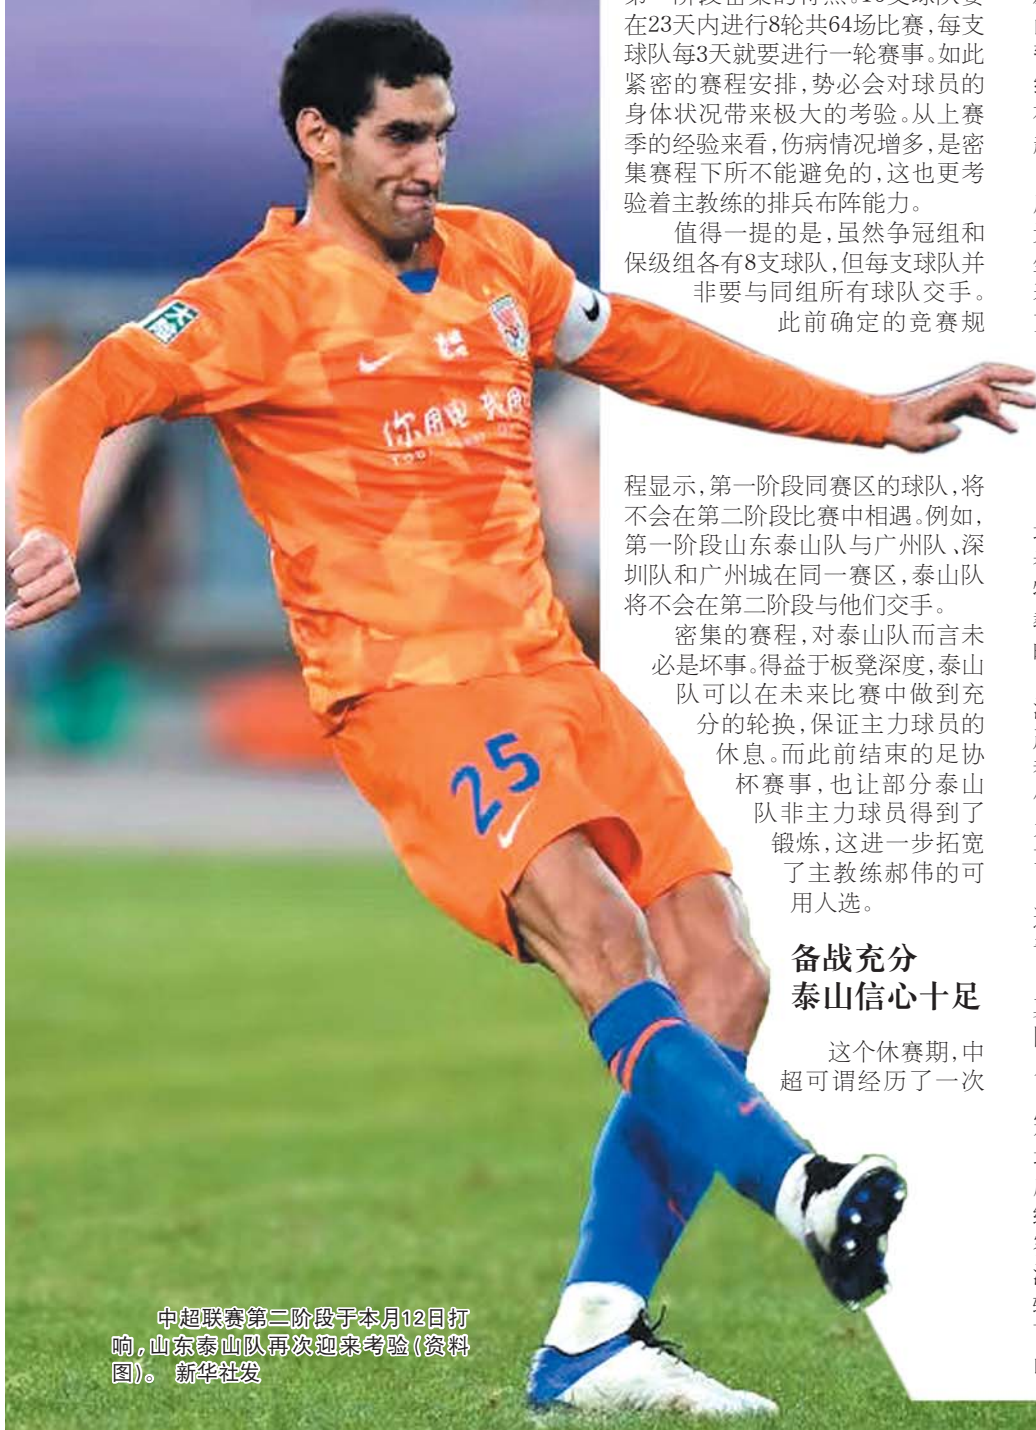 在23天内进行8轮共64场比赛,每支
球队每3天就要进行一轮赛事。如此
紧密的赛程安排,势必会对球员的
身体状况带来极大的考验。从上赛
季的经验来看,伤病情况增多,是密
集赛程下所不能避免的,这也更考
验着主教练的排兵布阵能力。
值得一提的是,虽然争冠组和
保级组各有8支球队,但每支球队并
非要与同组所有球队交手。
此前确定的竞赛规
程显示,第一阶段同赛区的球队,将
不会在第二阶段比赛中相遇。例如,
第一阶段山东泰山队与广州队、深
圳队和广州城在同一赛区,泰山队
将不会在第二阶段与他们交手。
密集的赛程,对泰山队而言未
必是坏事。得益于板凳深度,泰山
队可以在未来比赛中做到充
分的轮换,保证主力球员的
休息。而此前结束的足协
杯赛事,也让部分泰山
队非主力球员得到了
锻炼,这进一步拓宽
了主教练郝伟的可
用人选。
备战充分
泰山信心十足
这个休赛期,中
超可谓经历了一次
你用电 我用
25
中超联赛第二阶段于本月12日打
响,山东泰山队再次迎来考验(资料
图)。 新华社发